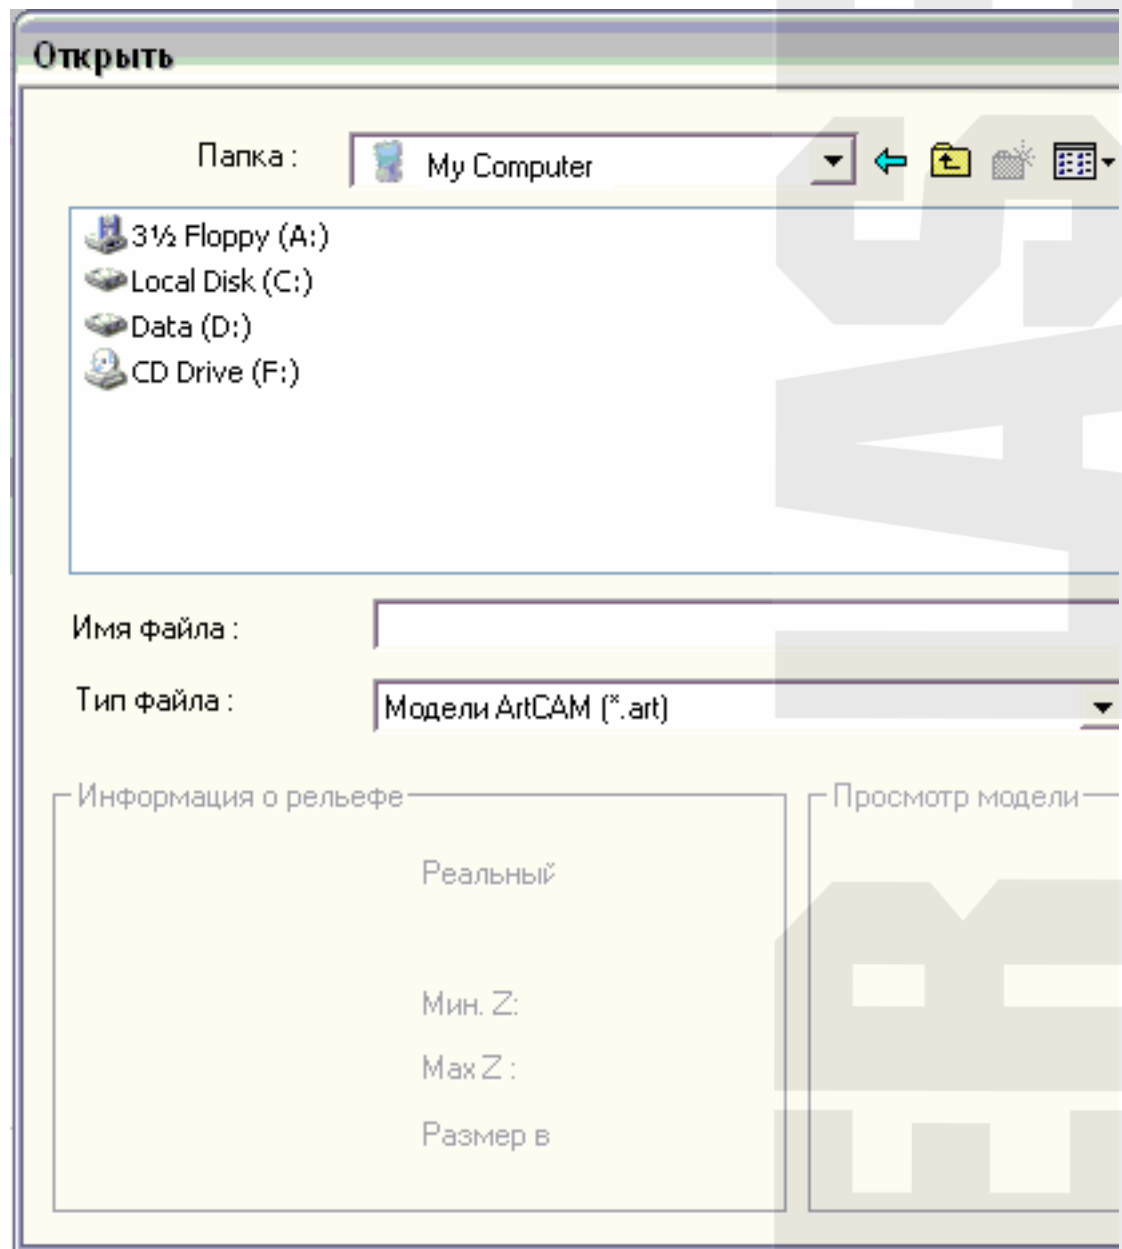 Открыть
Папка :
My Computer
3½ Floppy (A:)
Local Disk (C:)
Data (D:)
CD Drive (F:)
Имя файла :
Тип файла :
Модели ArtCAM (*.art)
Информация о рельефе
Просмотр модели
Реальный
Мин. Z:
Max Z :
Размер в